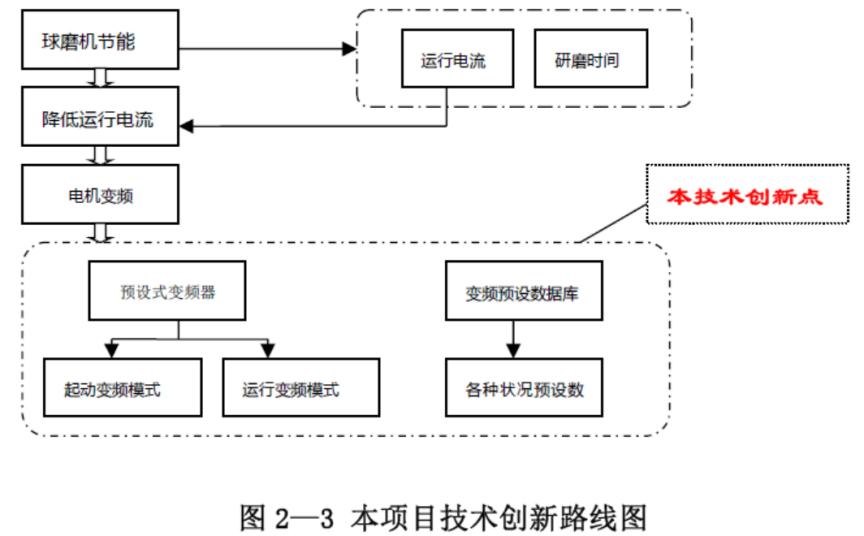 球磨机节能
运行电流
研磨时间
降低运行电流
电机变频
本技术创新点
预设式变频器
变频预设数据库
起动变频模式
运行变频模式
各种状况预设数
图 2—3 本项目技术创新路线图